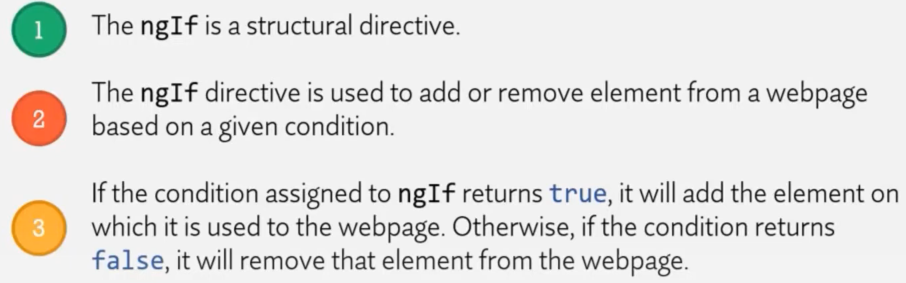 1 The ngIf is a structural directive.
2 The ngIf directive is used to add or remove element from a webpage
based on a given condition.
3 If the condition assigned to ngIf returns true, it will add the element on
which it is used to the webpage. Otherwise, if the condition returns
false, it will remove that element from the webpage.